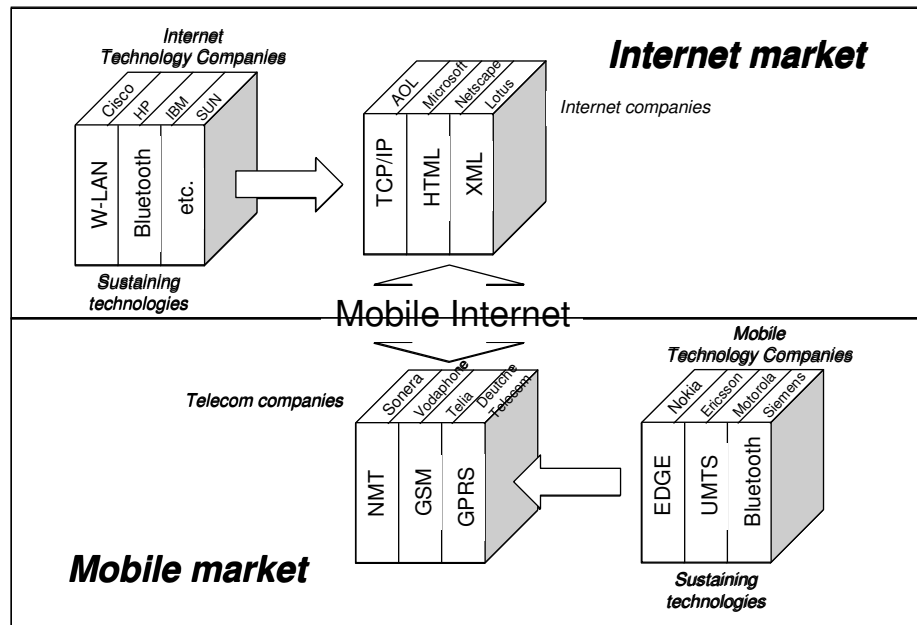 Internet
Technology Companies
Internet market
Cisco
HP
IBM
SUN
W-LAN
Bluetooth
etc.
Sustaining
technologies
AOL
Microsoft
Netscape
Lotus
TCP/IP
HTML
XML
Internet companies
Mobile Internet
Mobile
Technology Companies
Telecom companies
Sonera
Vodaphone
Telia
Deutche
Telecom
NMT
GSM
GPRS
Nokia
Ericsson
Motorola
Siemens
EDGE
UMTS
Bluetooth
Mobile market
Sustaining
technologies